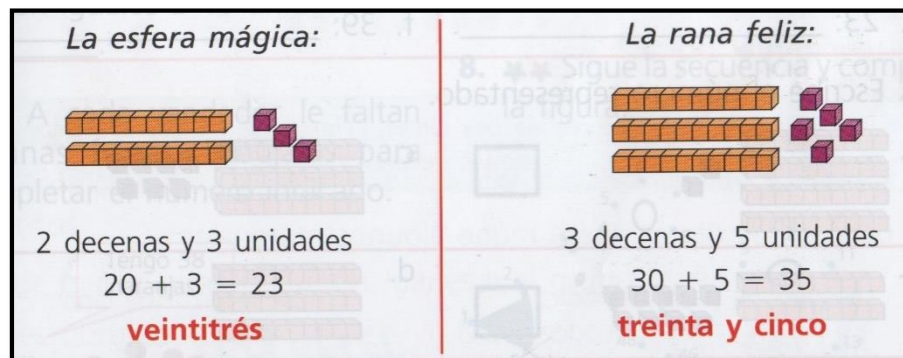 La esfera mágica:
2 decenas y 3 unidades
20 + 3 = 23
veintitrés
La rana feliz:
3 decenas y 5 unidades
30 + 5 = 35
treinta y cinco